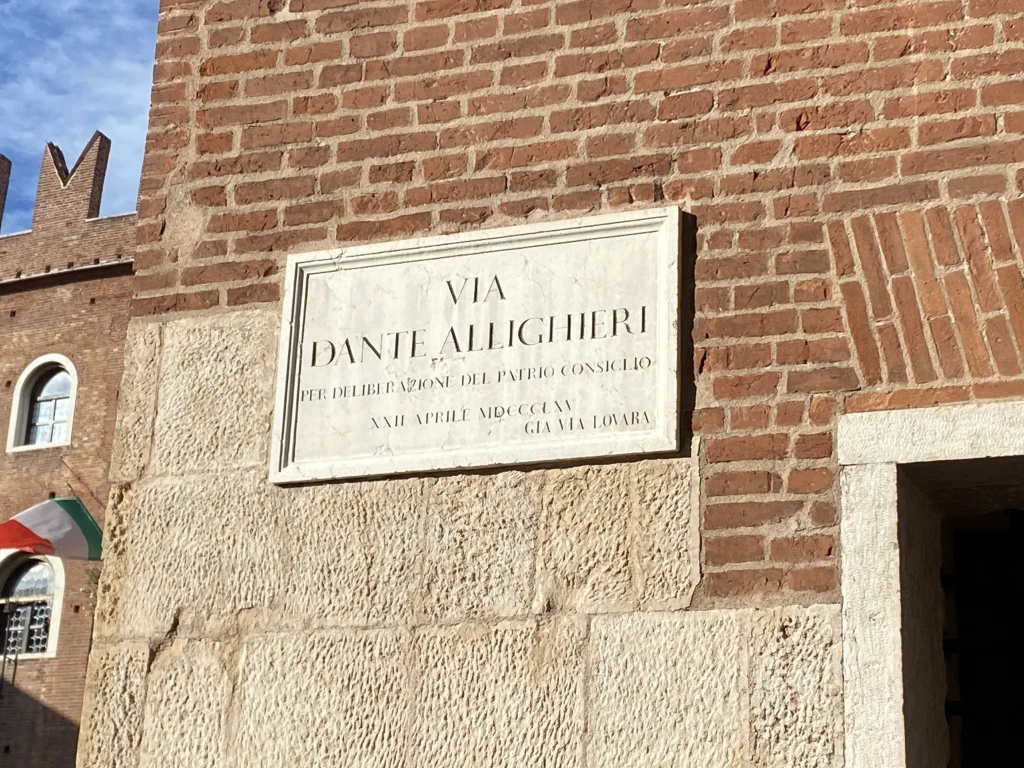 VIA
DANTE ALLIGHIERI
PER DELIBERAZIONE DEL PATRIO CONSIGLIO
XXII APRILE MDCCCLXV
GIA VIA LOVARA